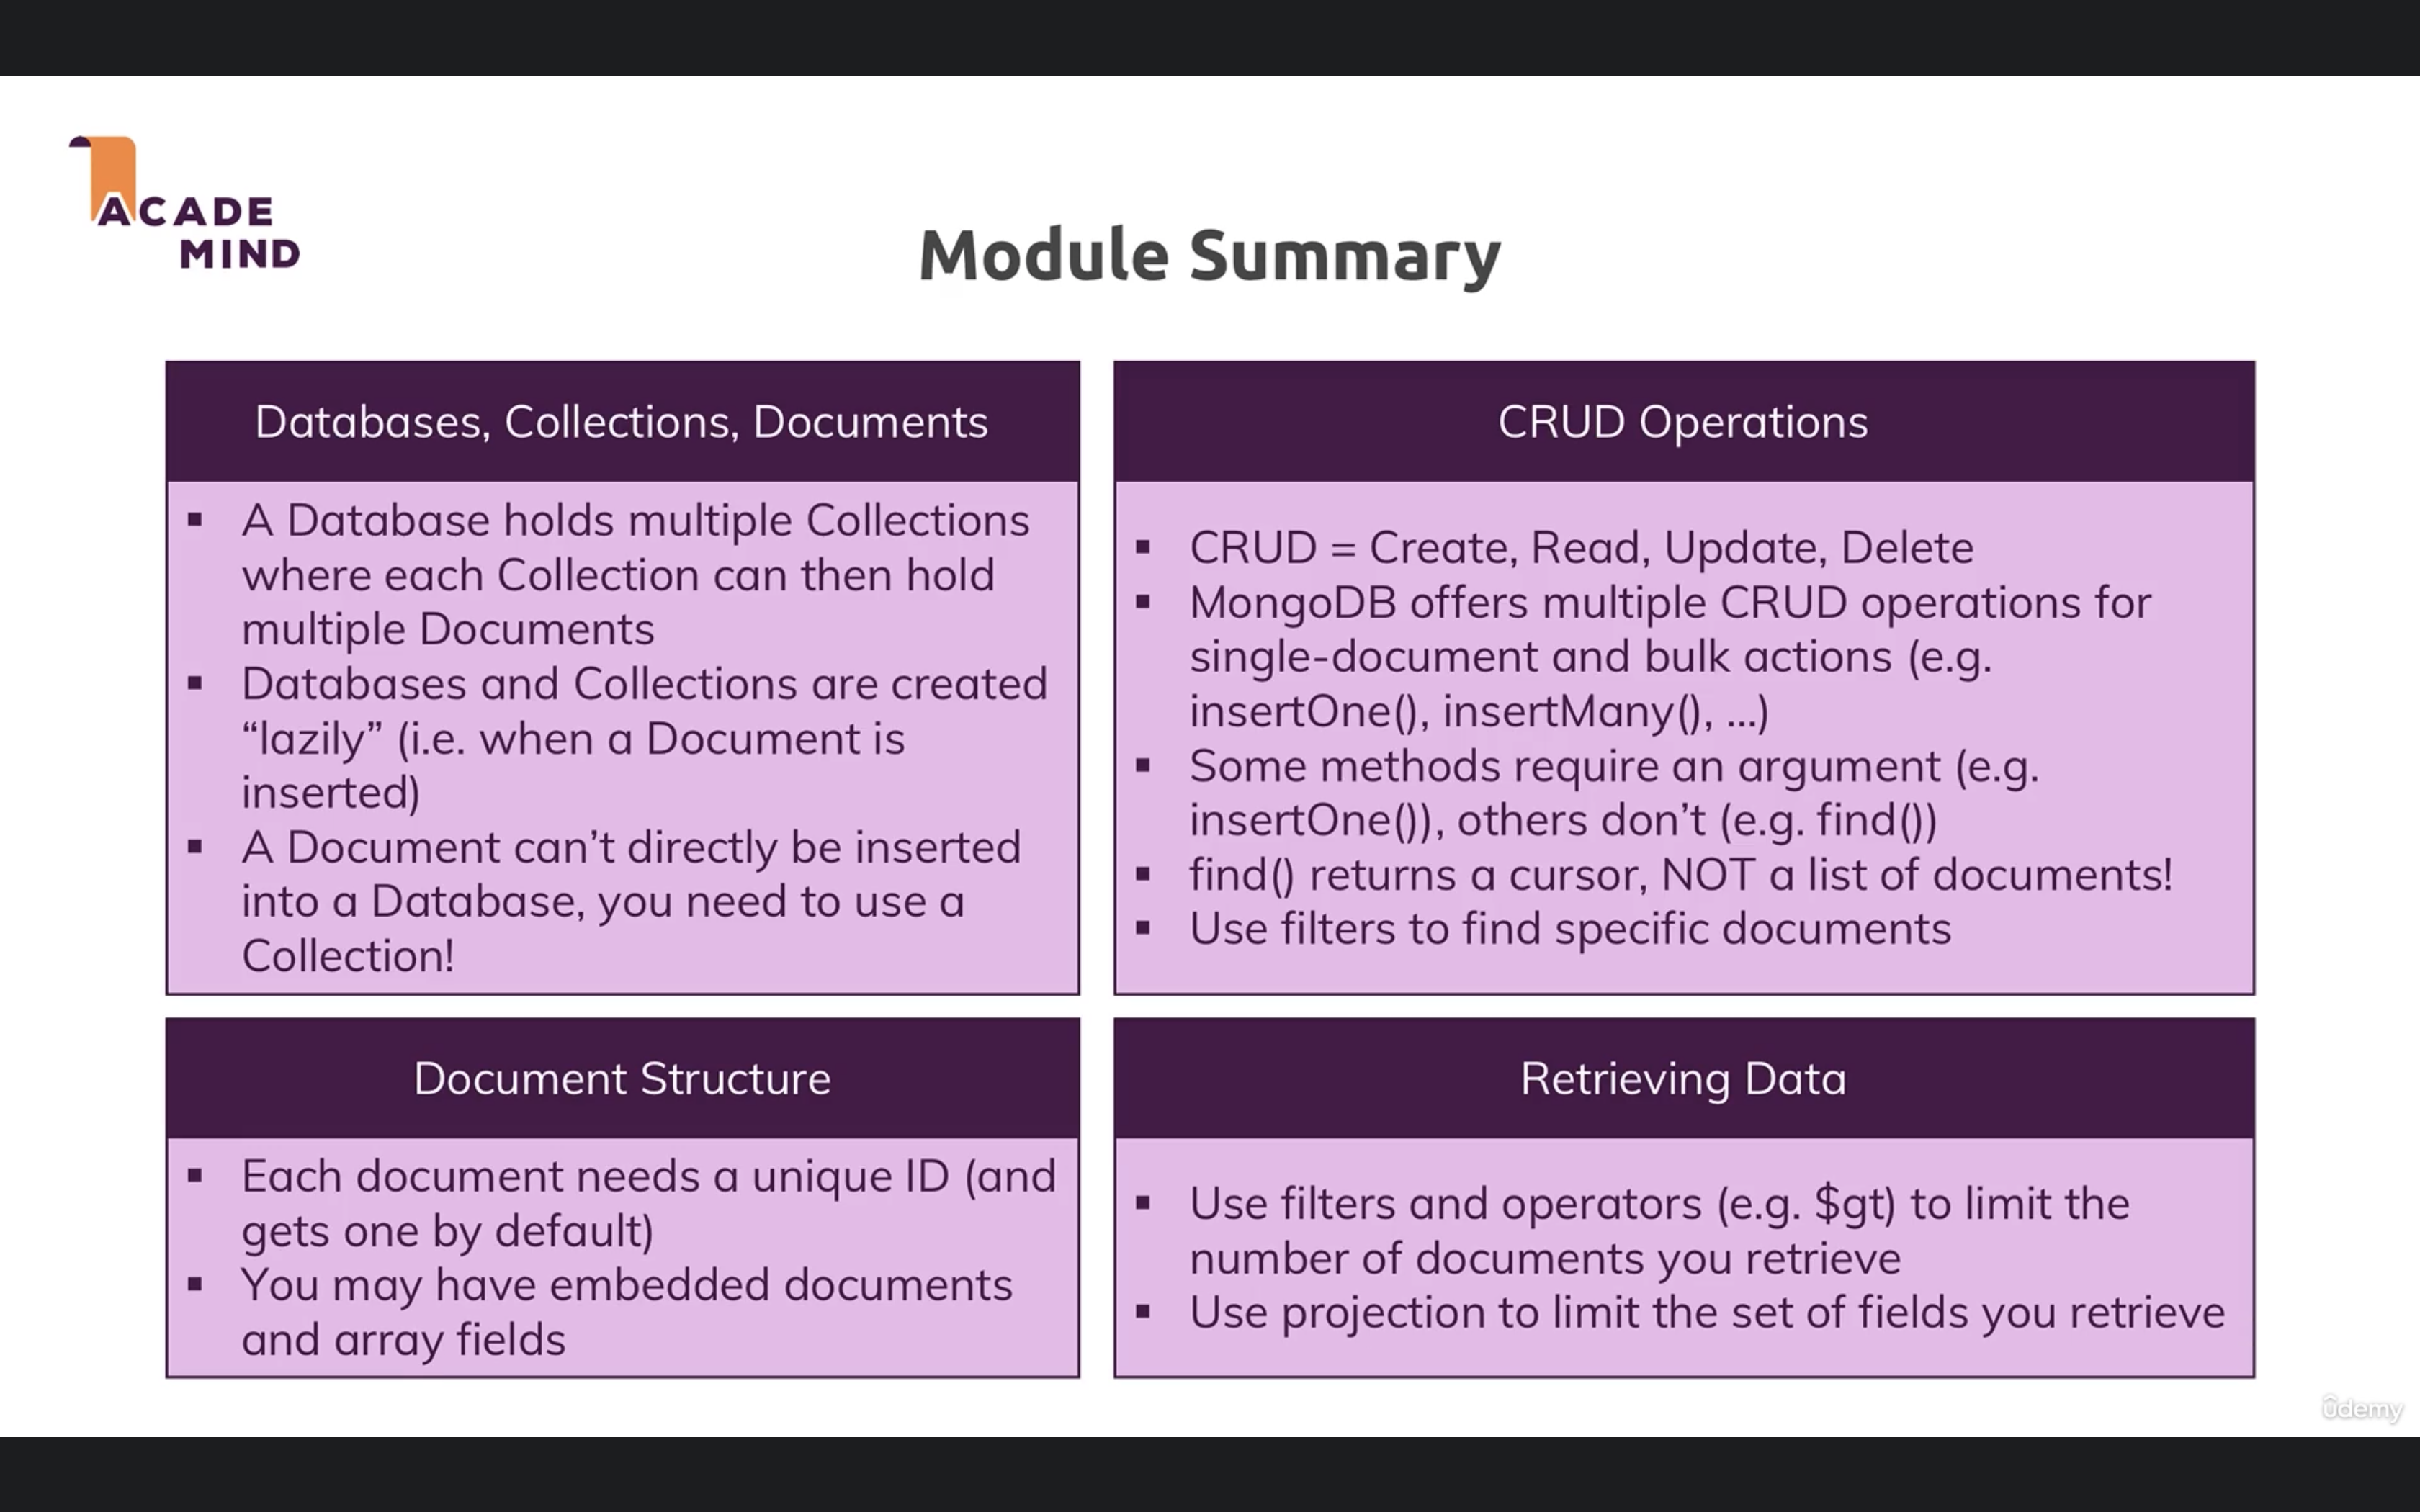 ACADE
MIND
Module Summary
Databases, Collections, Documents
▪ A Database holds multiple Collections
where each Collection can then hold
multiple Documents
▪ Databases and Collections are created
“lazily” (i.e. when a Document is
inserted)
▪ A Document can’t directly be inserted
into a Database, you need to use a
Collection!
CRUD Operations
▪ CRUD = Create, Read, Update, Delete
▪ MongoDB offers multiple CRUD operations for
single-document and bulk actions (e.g.
insertOne(), insertMany(), ...)
▪ Some methods require an argument (e.g.
insertOne()), others don’t (e.g. find())
▪ find() returns a cursor, NOT a list of documents!
▪ Use filters to find specific documents
Document Structure
▪ Each document needs a unique ID (and
gets one by default)
▪ You may have embedded documents
and array fields
Retrieving Data
▪ Use filters and operators (e.g. $gt) to limit the
number of documents you retrieve
▪ Use projection to limit the set of fields you retrieve
ûdemy